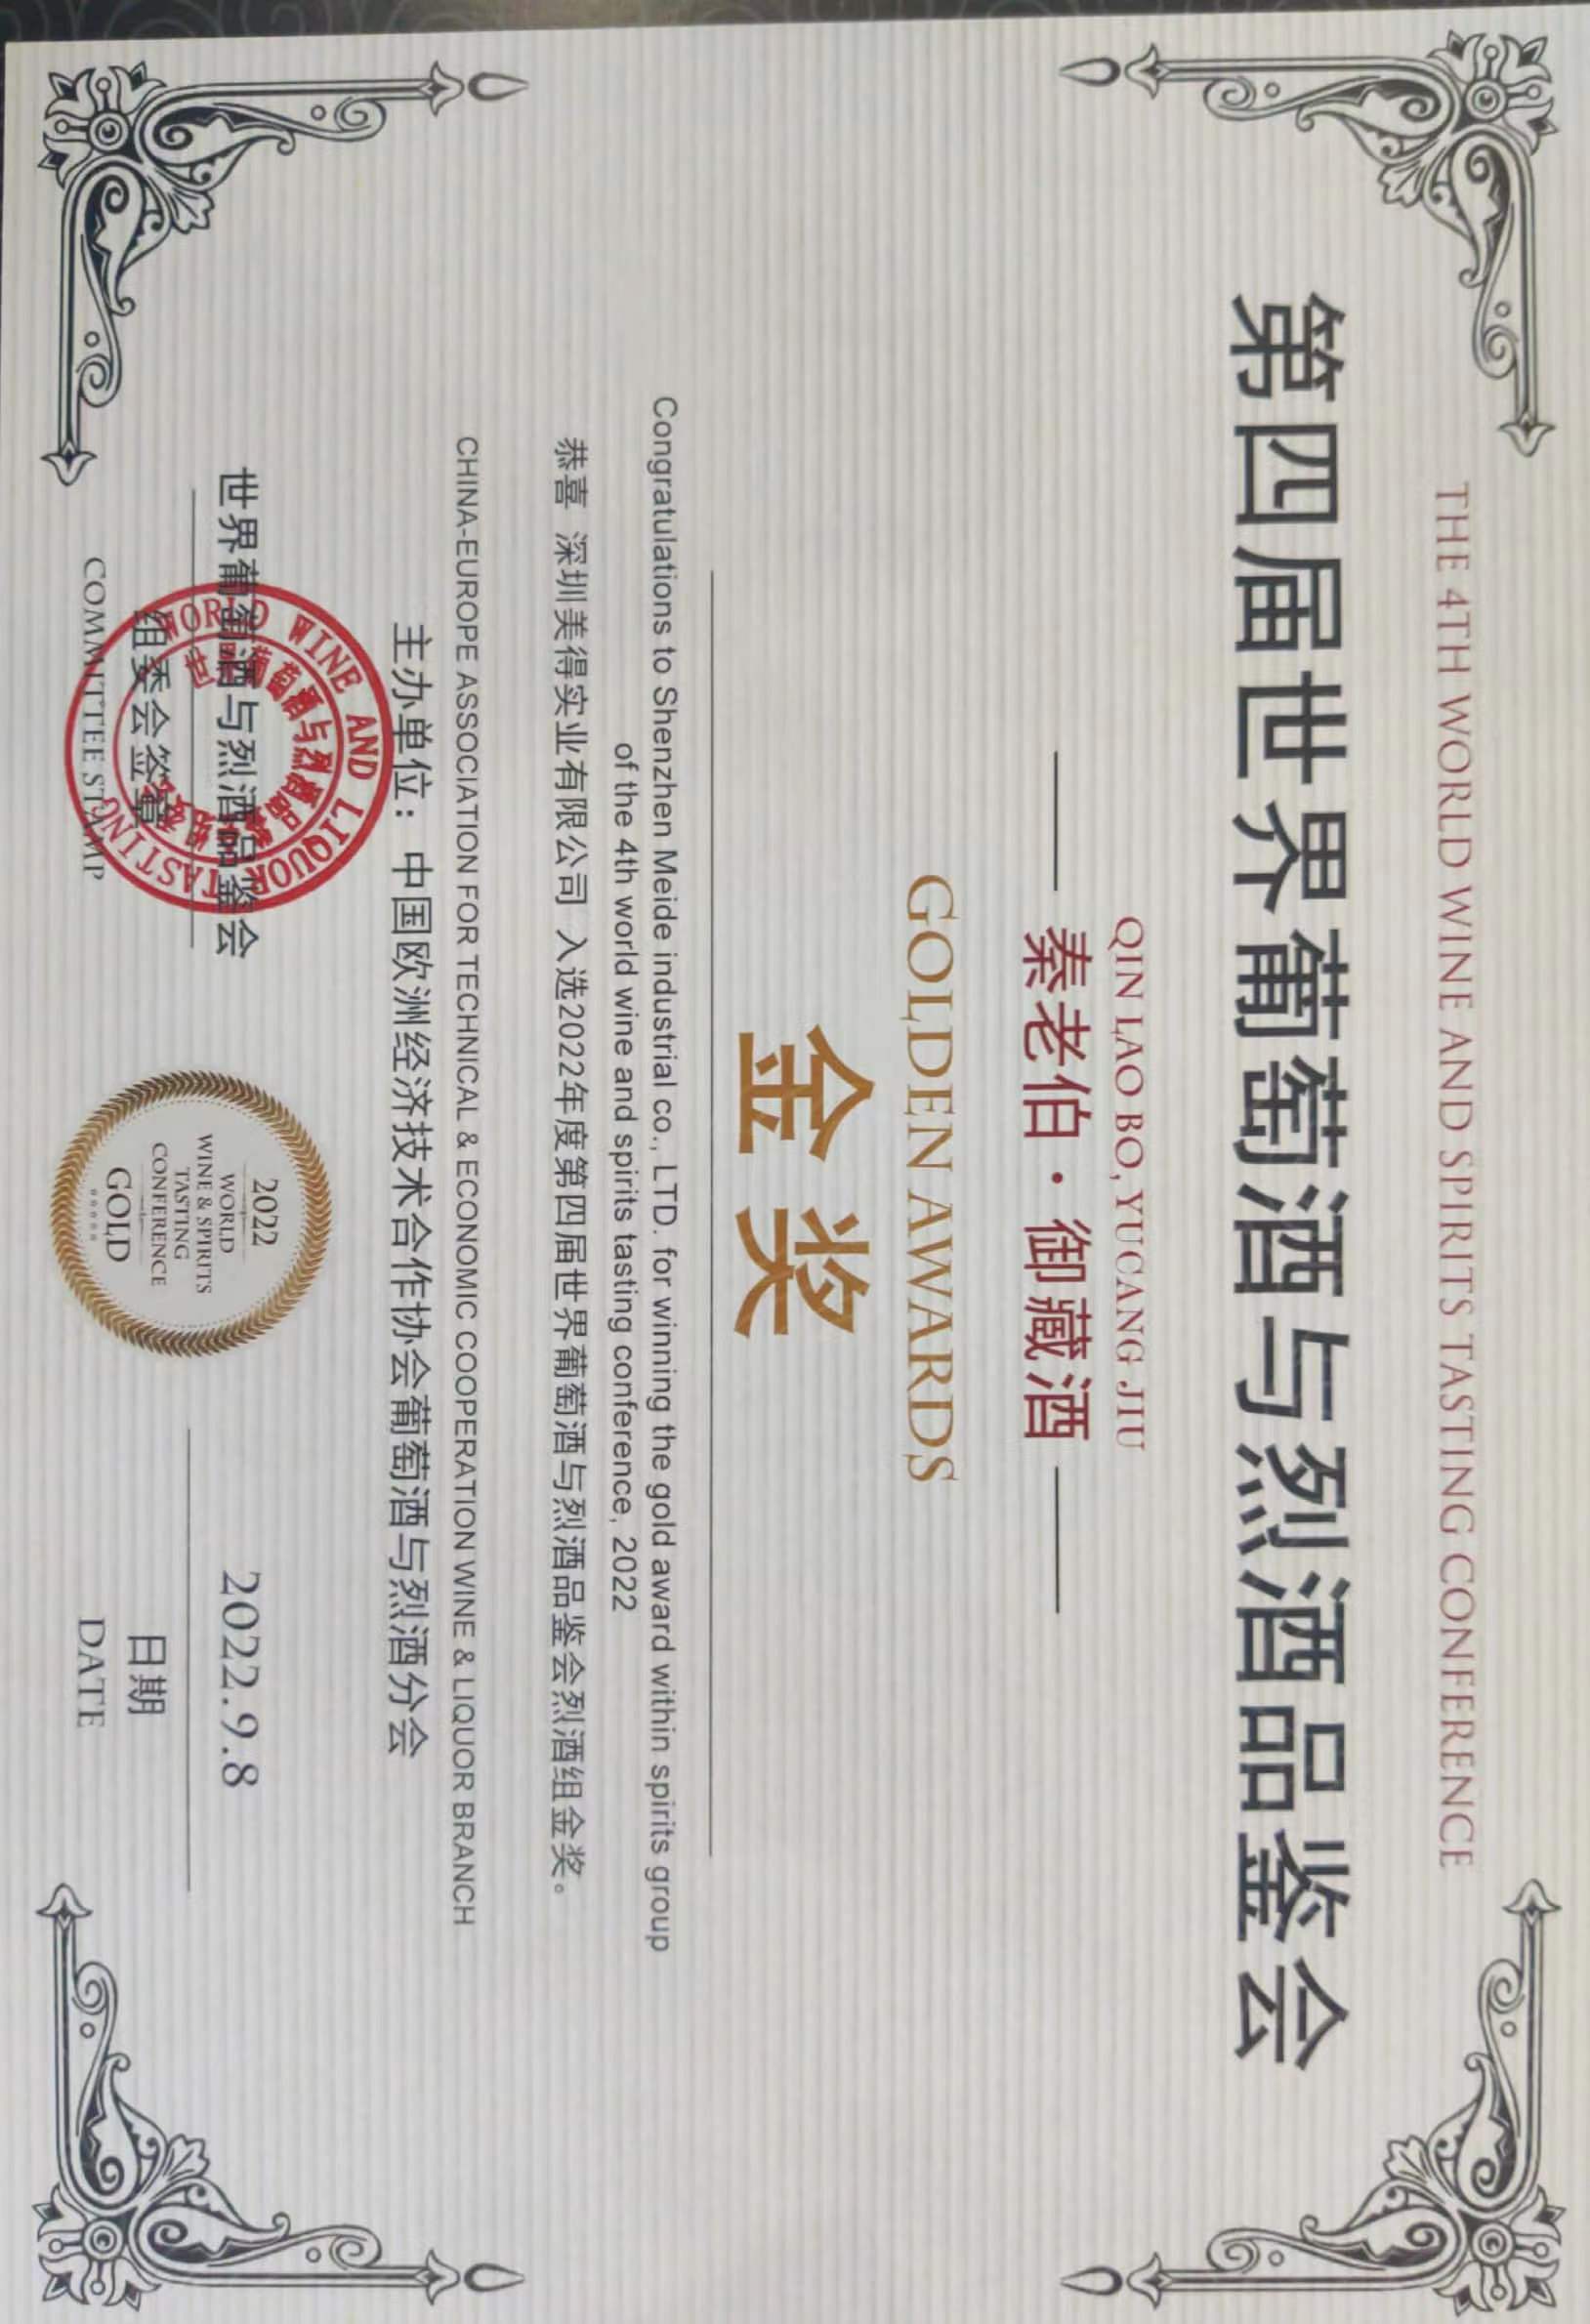 THE 4TH WORLD WINE AND SPIRITS TASTING CONFERENCE
第四届世界葡萄酒与烈酒品鉴会
QIN LAO BO, YUCANG JIU
秦老伯·御藏酒
GOLDEN AWARDS
金奖
Congratulations to Shenzhen Meide industrial co., LTD. for winning the gold award within spirits group
of the 4th world wine and spirits tasting conference, 2022
恭喜 深圳美得实业有限公司 入选2022年度第四届世界葡萄酒与烈酒品鉴会烈酒组金奖。
CHINA-EUROPE ASSOCIATION FOR TECHNICAL & ECONOMIC COOPERATION WINE & LIQUOR BRANCH
主办单位：中国欧洲经济技术合作协会葡萄酒与烈酒分会
世界葡萄酒与烈酒品鉴会
组委会签章
COMMITTEE STAMP
WORLD WINE AND LIQUOR TASTING
2022
WORLD
WINE & SPIRITS
TASTING
CONFERENCE
GOLD
2022.9.8
日期
DATE